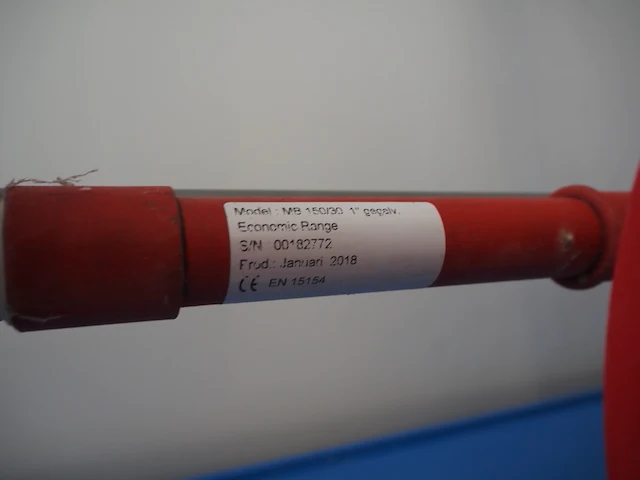 Model : MB 150/30 1" gegalv.
Economic Range
S/N : 00182772
Prod.: Januari 2018
CE EN 15154